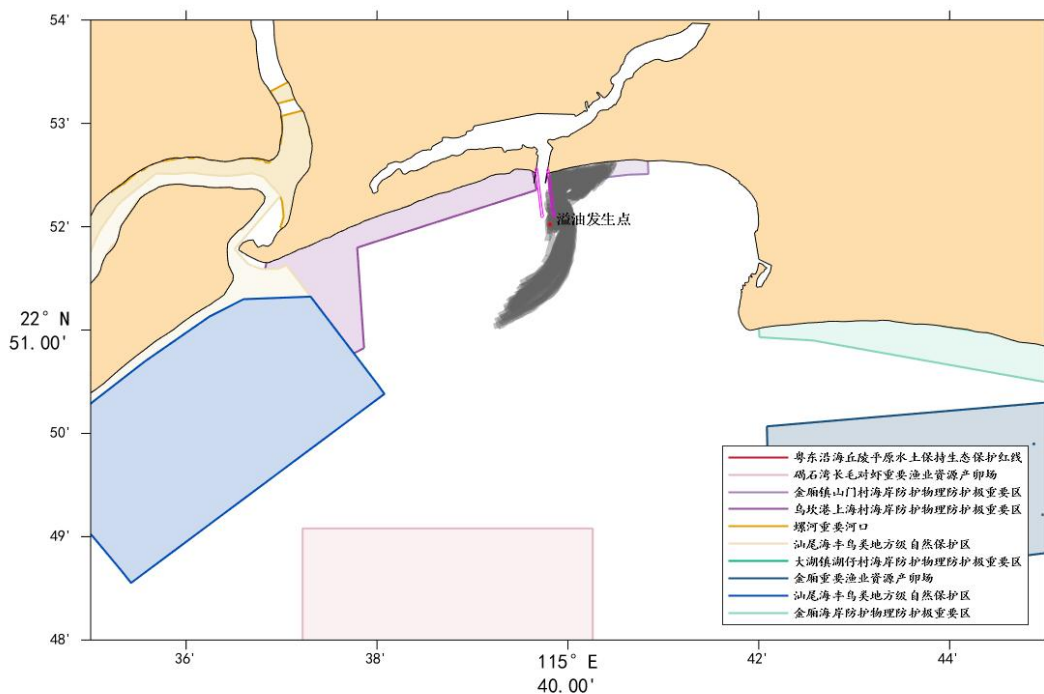 54'
53'
52'
溢油发生点
22° N
51.00'
50'
49'
48'
粤东沿海丘陵平原水土保持生态保护红线
碣石湾长毛对虾重要渔业资源产卵场
金厢镇山门村海岸防护物理防护极重要区
乌坎港上海村海岸防护物理防护极重要区
螺河重要河口
汕尾海丰鸟类地方级自然保护区
大湖镇湖仔村海岸防护物理防护极重要区
金厢重要渔业资源产卵场
汕尾海丰鸟类地方级自然保护区
金厢海岸防护物理防护极重要区
36'
38'
115° E
40.00'
42'
44'